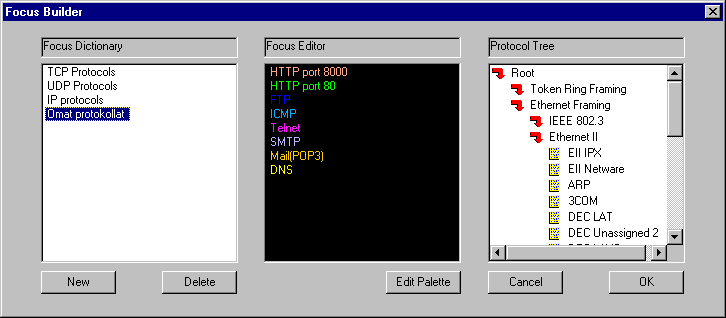 Focus Builder
Focus Dictionary
TCP Protocols
UDP Protocols
IP protocols
Omat protokollat
New
Delete
Focus Editor
HTTP port 8000
HTTP port 80
FTP
ICMP
Telnet
SMTP
Mail(POP3)
DNS
Edit Palette
Protocol Tree
Root
Token Ring Framing
Ethernet Framing
IEEE 802.3
Ethernet II
EII IPX
EII Netware
ARP
3COM
DEC LAT
DEC Unassigned 2
Cancel
OK